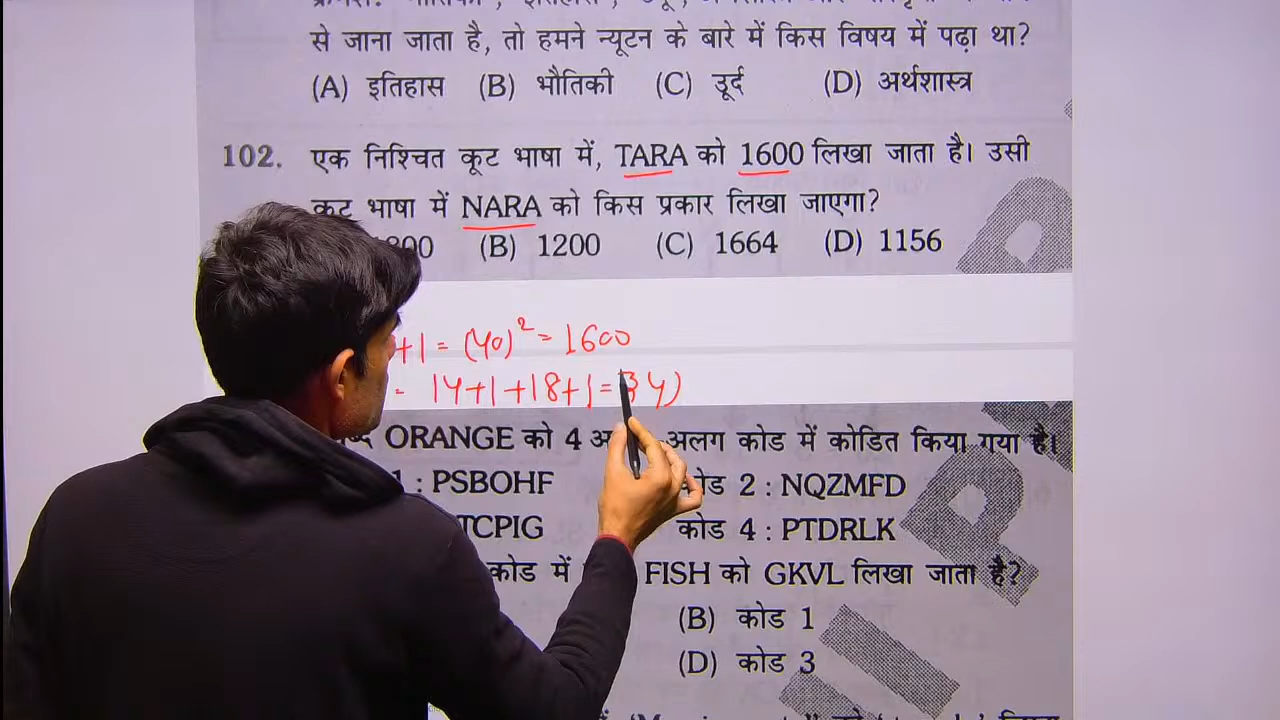 से जाना जाता है, तो हमने न्यूटन के बारे में किस विषय में पढ़ा था?
(A) इतिहास (B) भौतिकी (C) उूर्द (D) अर्थशास्त्र
102. एक निश्चित कूट भाषा में, TARA को 1600 लिखा जाता है। उसी
कूट भाषा में NARA को किस प्रकार लिखा जाएगा?
(B) 1200 (C) 1664 (D) 1156
+1 = (40)² = 1600
= 14+1+18+1=34)
ORANGE को 4 अलग कोड में कोडित किया गया है।
1 : PSBOHF कोड 2 : NQZMFD
TCPIG कोड 4 : PTDRLK
कोड में FISH को GKVL लिखा जाता है?
(B) कोड 1
(D) कोड 3